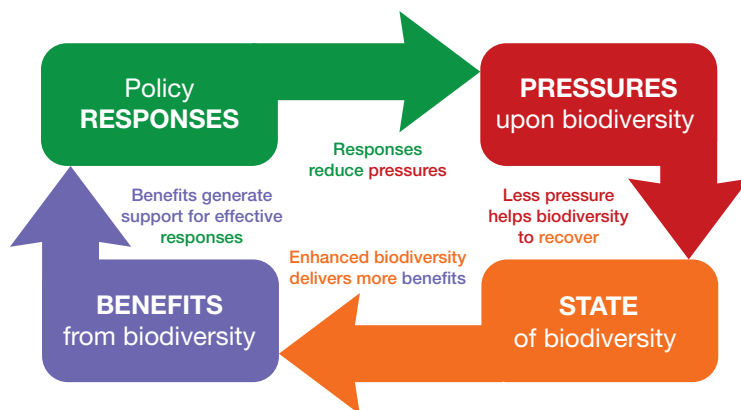 Policy
RESPONSES
PRESSURES
upon biodiversity
Responses
reduce pressures
Benefits generate
support for effective
responses
Less pressure
helps biodiversity
to recover
Enhanced biodiversity
delivers more benefits
BENEFITS
from biodiversity
STATE
of biodiversity